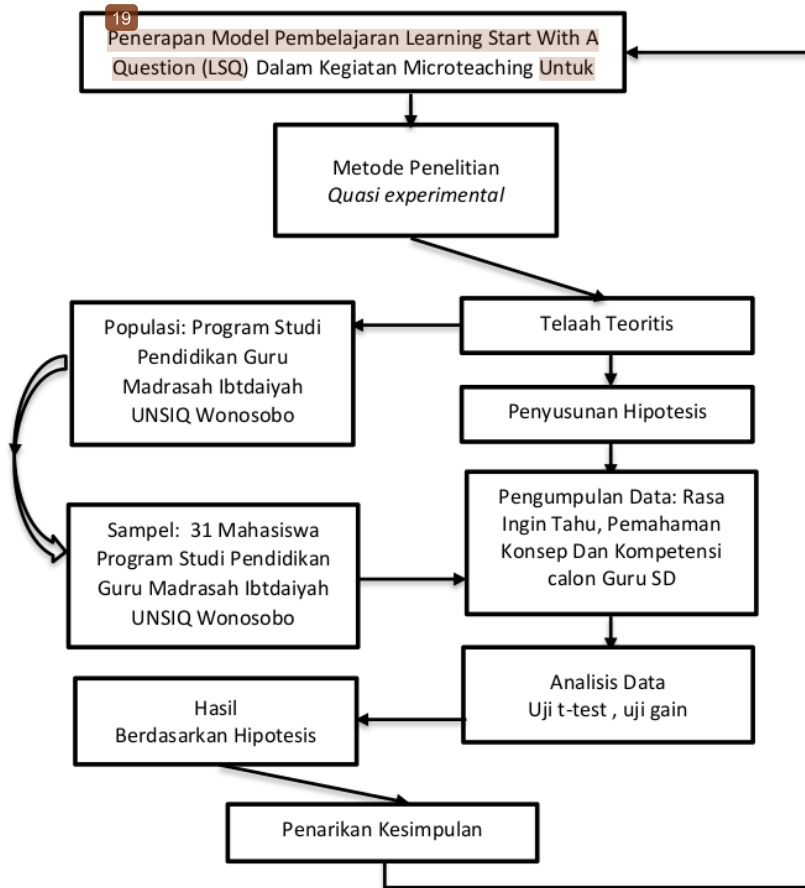 19
Penerapan Model Pembelajaran Learning Start With A
Question (LSQ) Dalam Kegiatan Microteaching Untuk
Metode Penelitian
Quasi experimental
Telaah Teoritis
Populasi: Program Studi
Pendidikan Guru
Madrasah Ibtdaiyah
UNSIQ Wonosobo
Penyusunan Hipotesis
Pengumpulan Data: Rasa
Ingin Tahu, Pemahaman
Konsep Dan Kompetensi
calon Guru SD
Sampel: 31 Mahasiswa
Program Studi Pendidikan
Guru Madrasah Ibtdaiyah
UNSIQ Wonosobo
Analisis Data
Uji t-test , uji gain
Hasil
Berdasarkan Hipotesis
Penarikan Kesimpulan